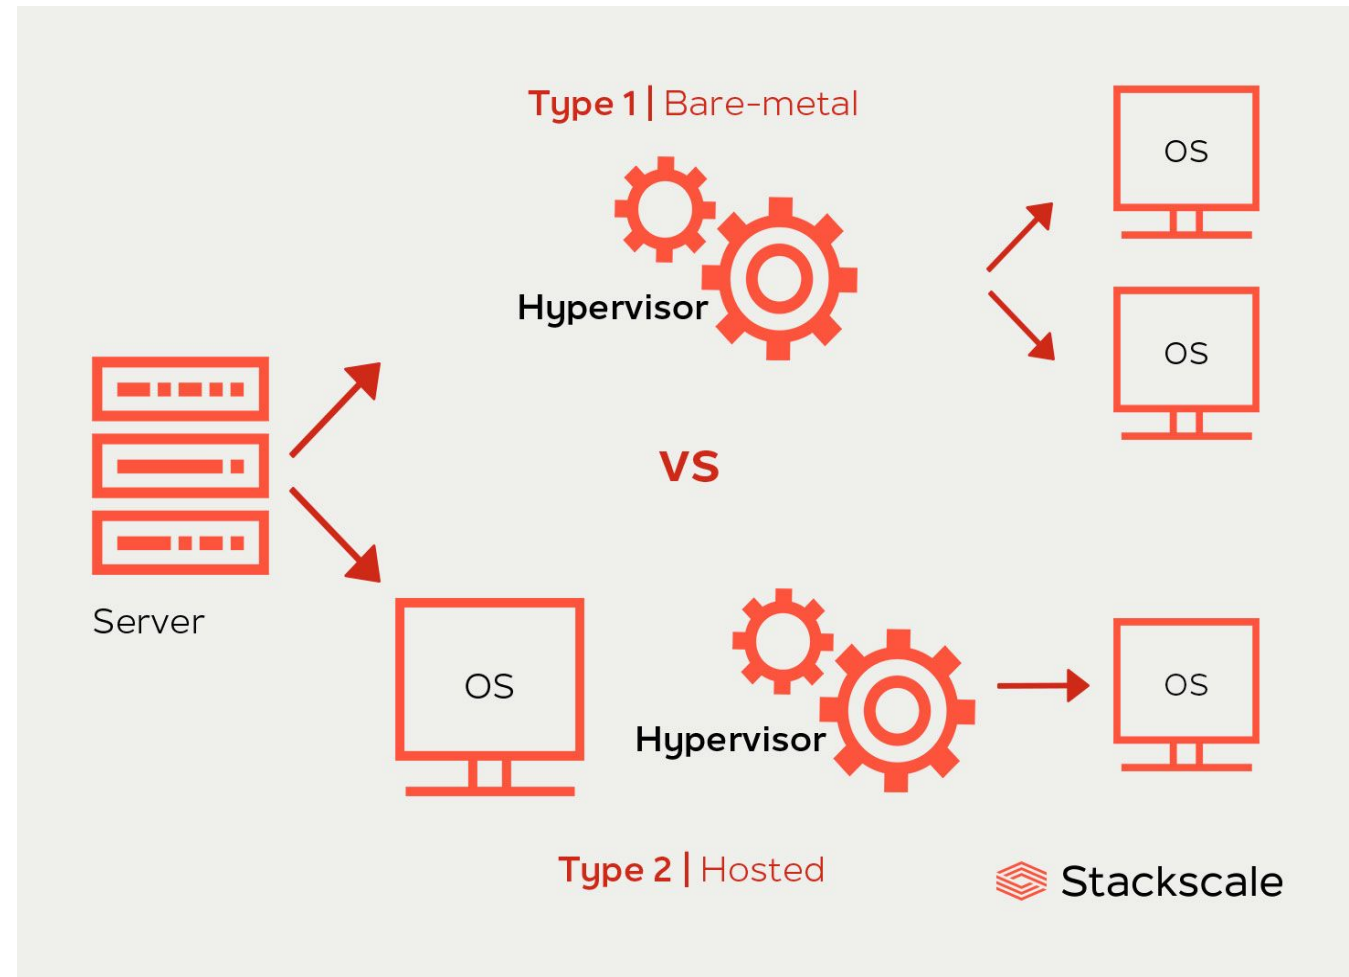 Type 1 | Bare-metal
OS
Hypervisor
OS
vs
Server
OS
Hypervisor
OS
Type 2 | Hosted
Stackscale